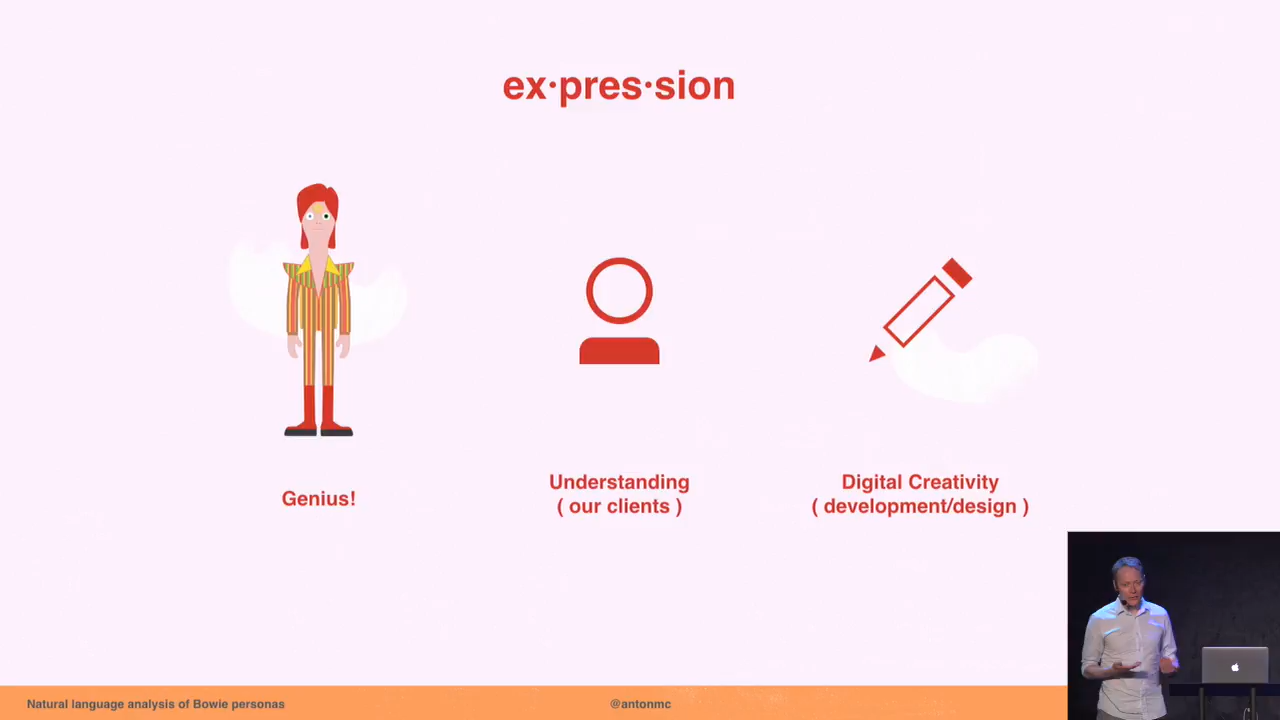 ex·pres·sion
Genius!
Understanding
( our clients )
Digital Creativity
( development/design )
Natural language analysis of Bowie personas
@antonmc